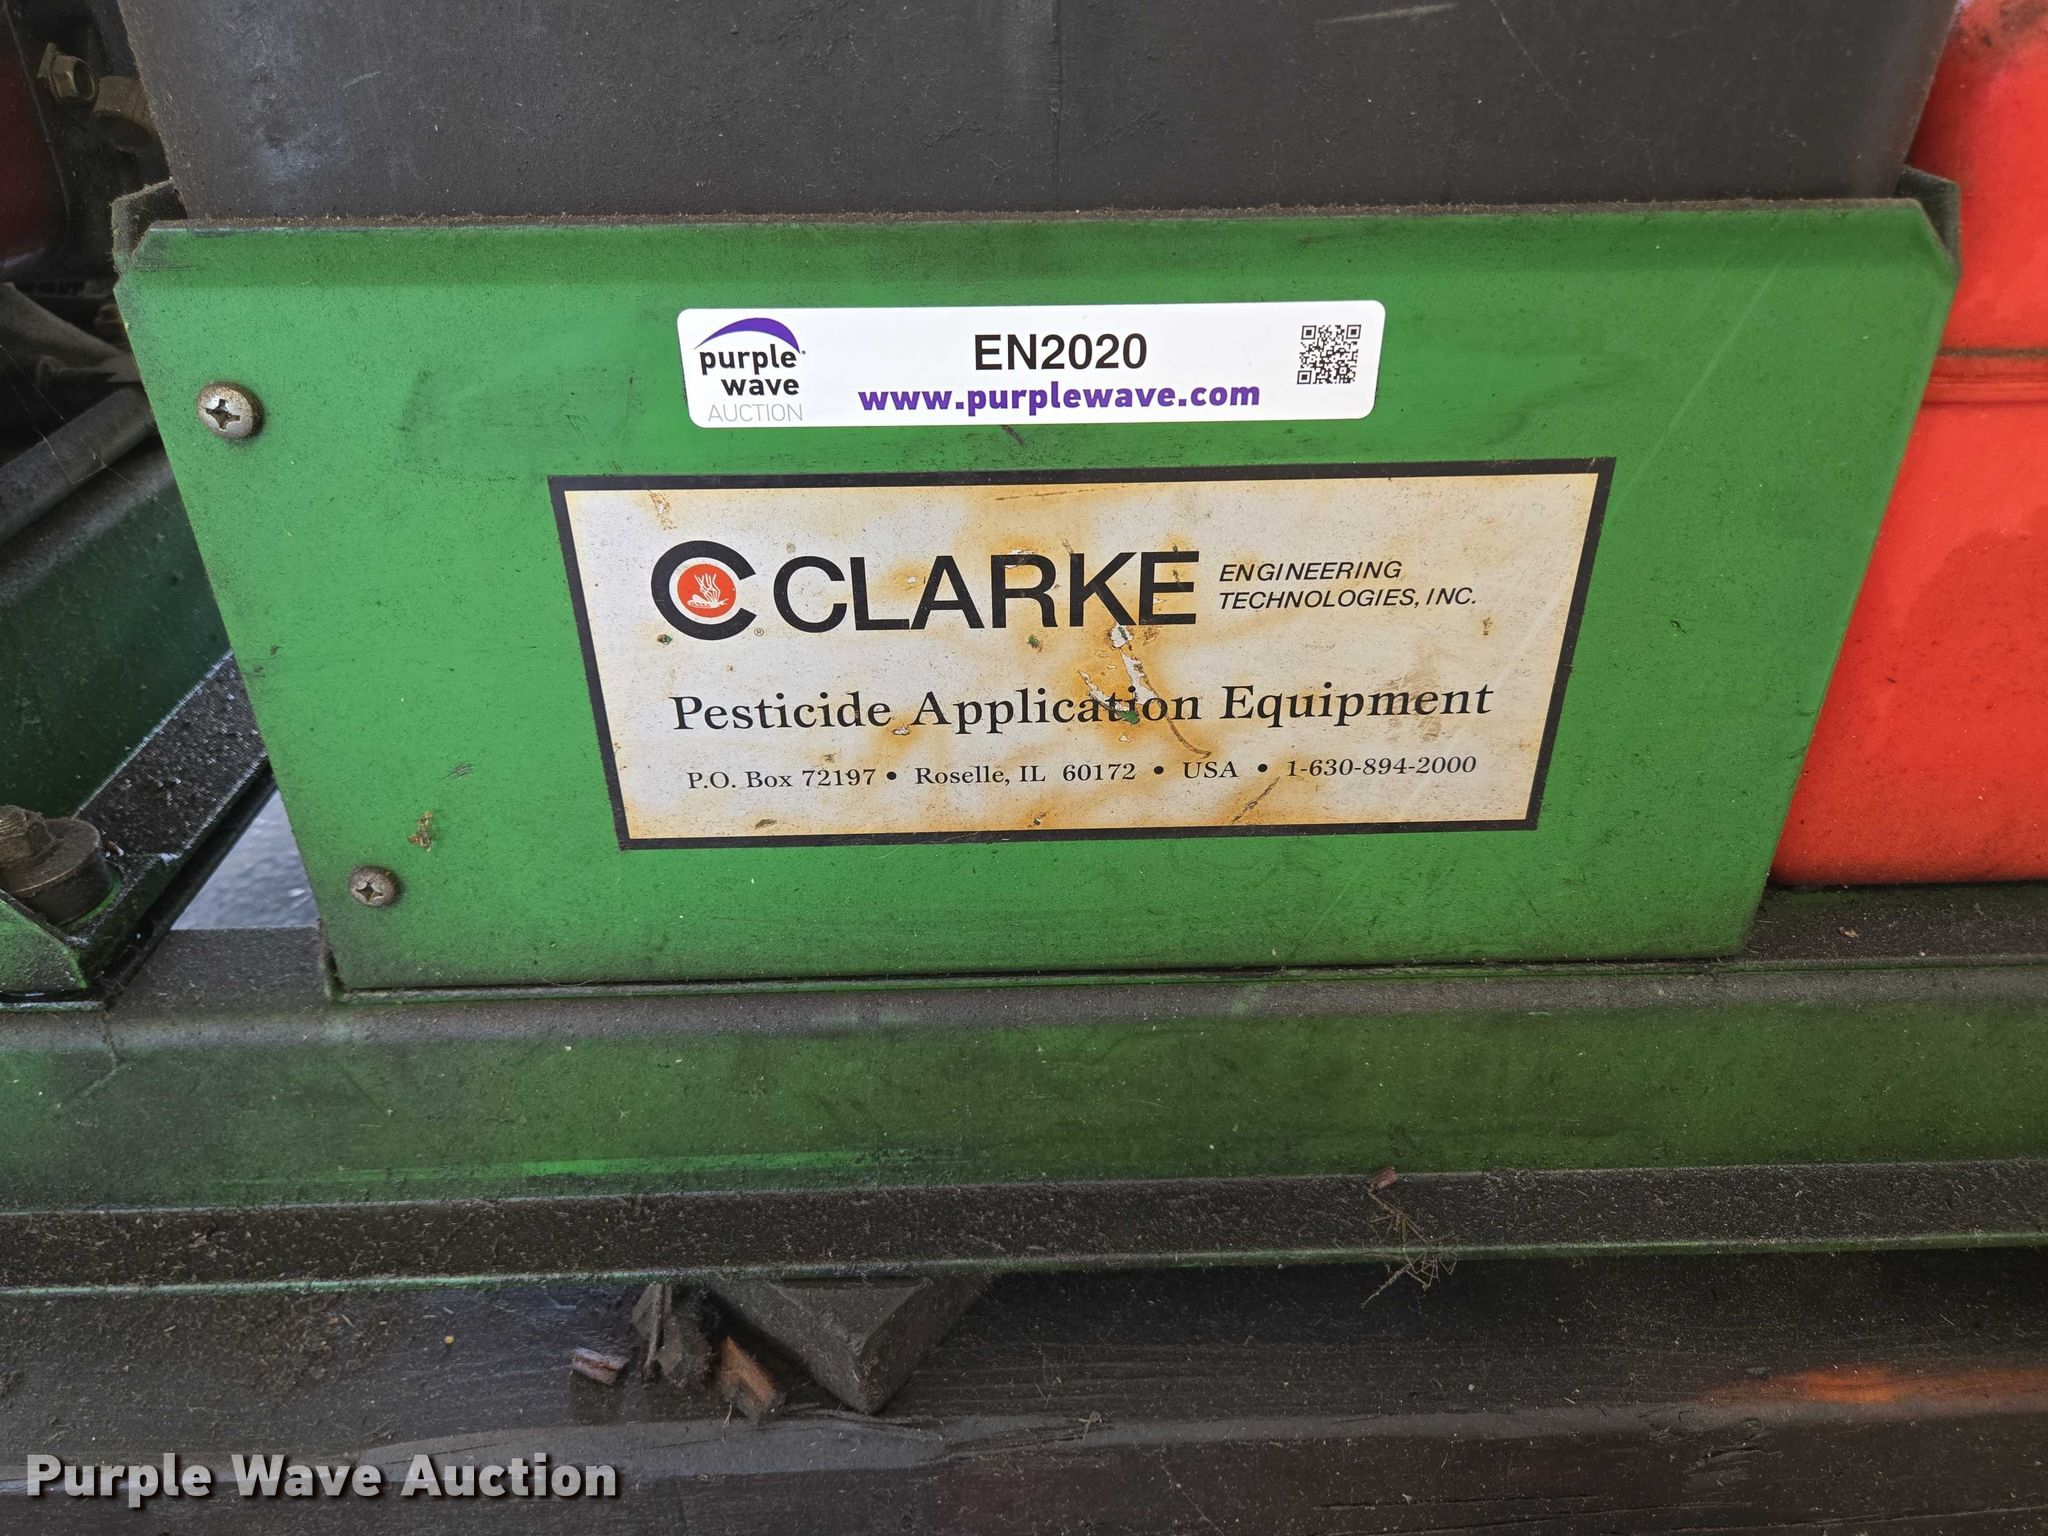 purple
wave
AUCTION
EN2020
www.purplewave.com
C® CLARKE ENGINEERING
TECHNOLOGIES, INC.
Pesticide Application Equipment
P.O. Box 72197 • Roselle, IL 60172 • USA • 1-630-894-2000
Purple Wave Auction